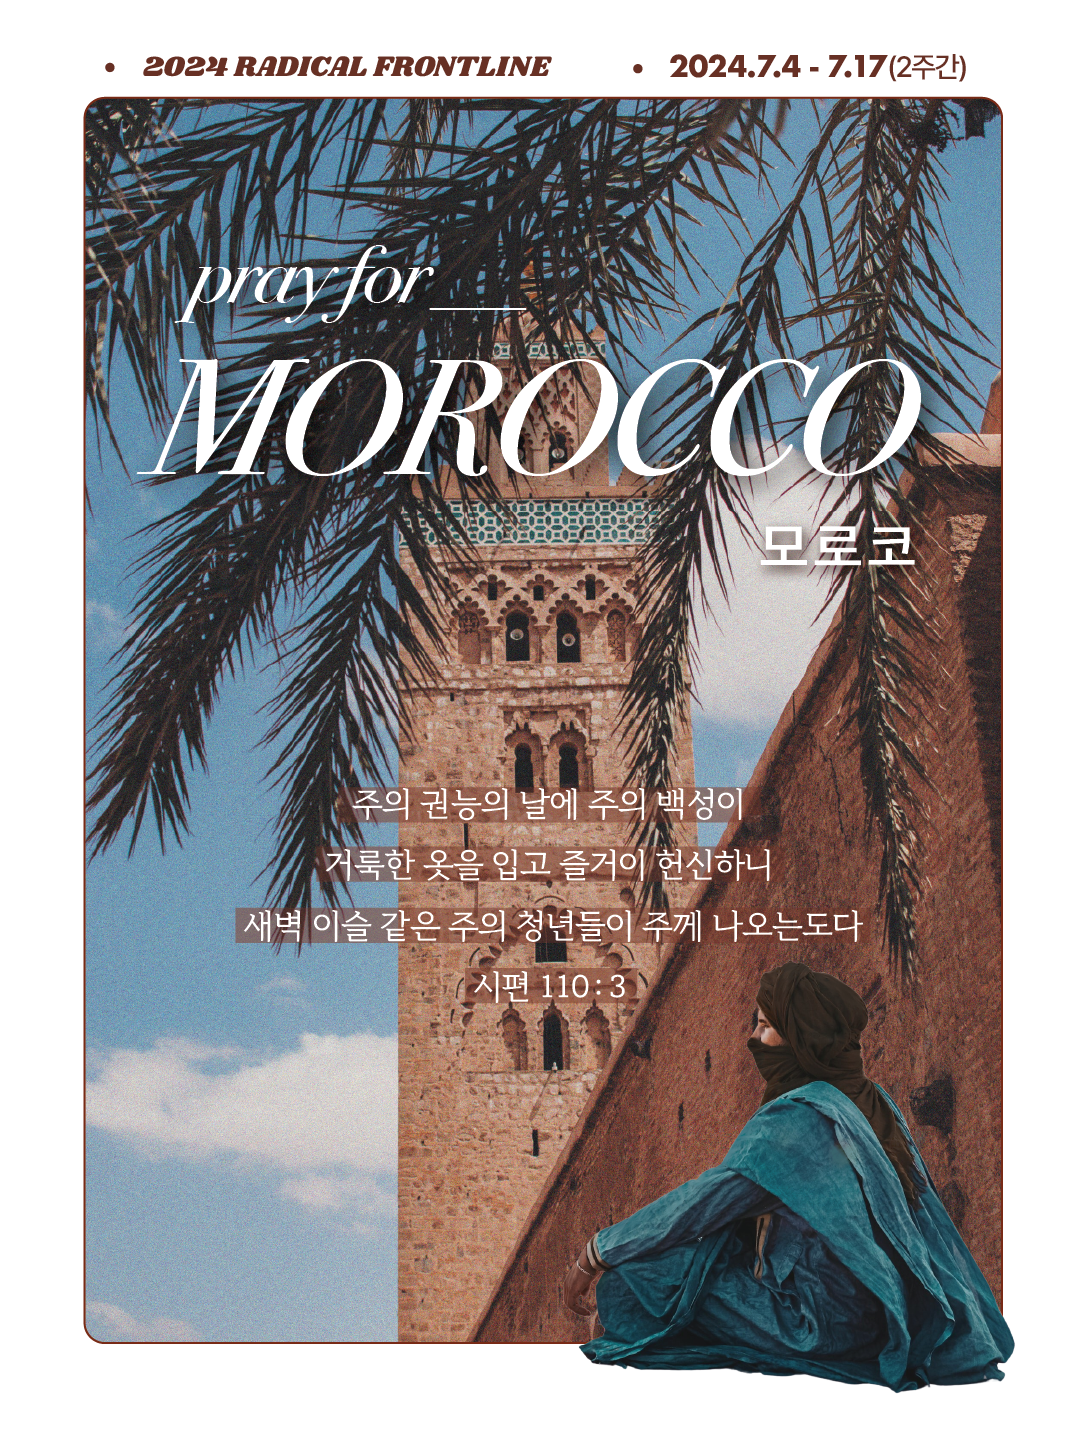 • 2024 RADICAL FRONTLINE
• 2024.7.4 - 7.17(2주간)
pray for___
MOROCCO
모로코
주의 권능의 날에 주의 백성이
거룩한 옷을 입고 즐거이 헌신하니
새벽 이슬 같은 주의 청년들이 주께 나오는도다
시편 110 : 3